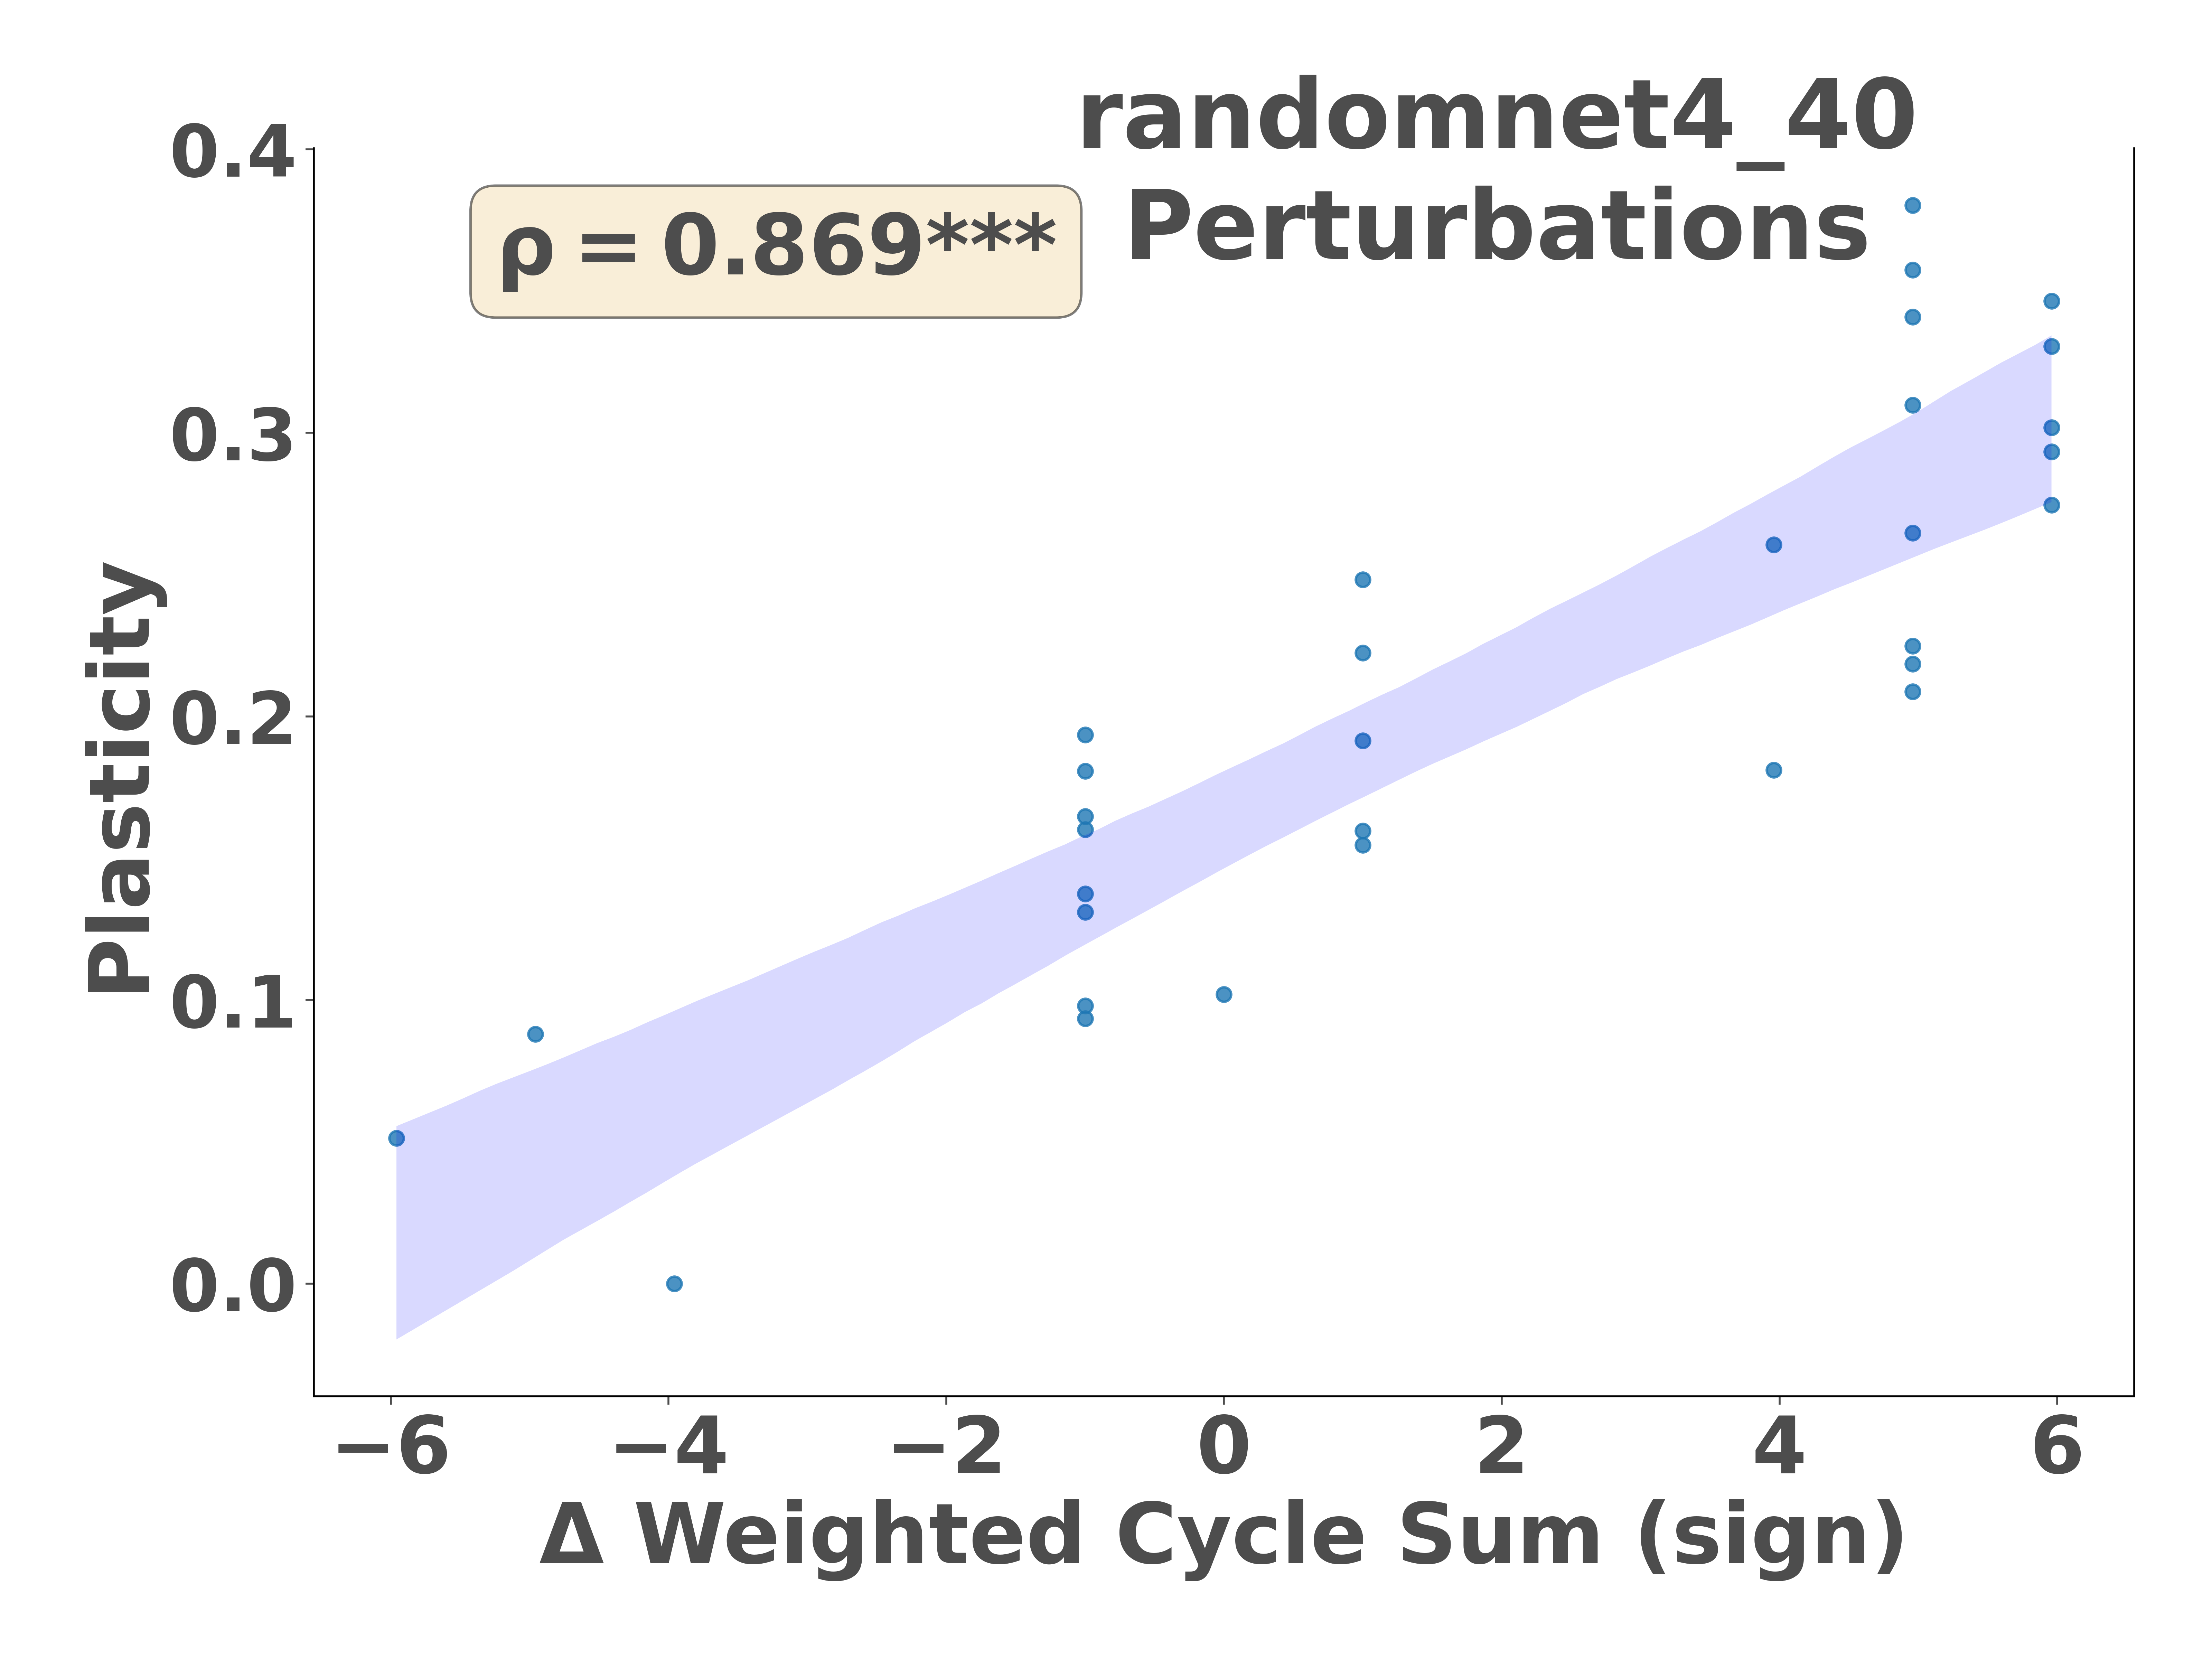 randomnet4_40
Perturbations
ρ = 0.869***
Plasticity
0.4
0.3
0.2
0.1
0.0
−6 −4 −2 0 2 4 6
Δ Weighted Cycle Sum (sign)